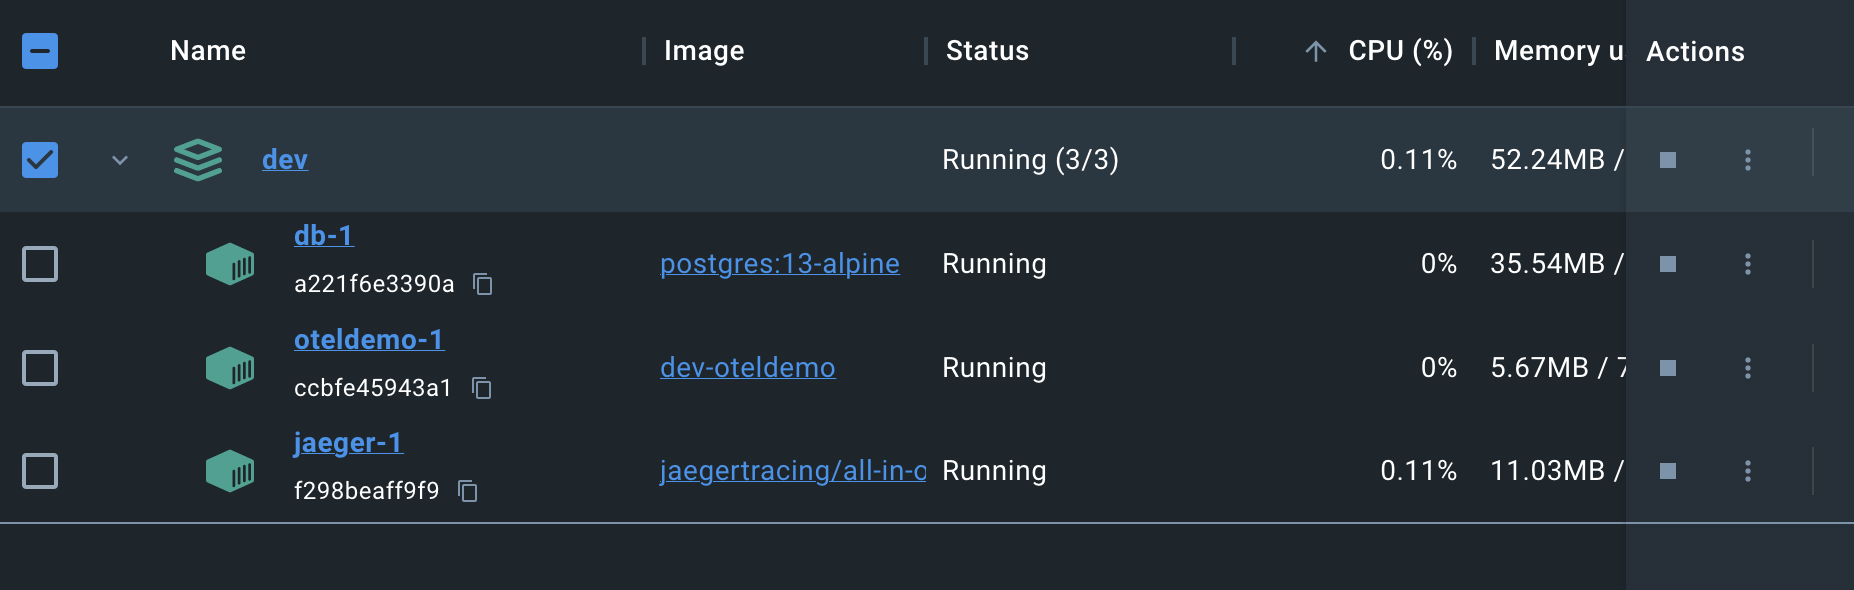 Name Image Status CPU (%) Memory u Actions
dev Running (3/3) 0.11% 52.24MB /
db-1
a221f6e3390a postgres:13-alpine Running 0% 35.54MB /
oteldemo-1
ccbfe45943a1 dev-oteldemo Running 0% 5.67MB / 7
jaeger-1
f298beaff9f9 jaegertracing/all-in-o Running 0.11% 11.03MB /